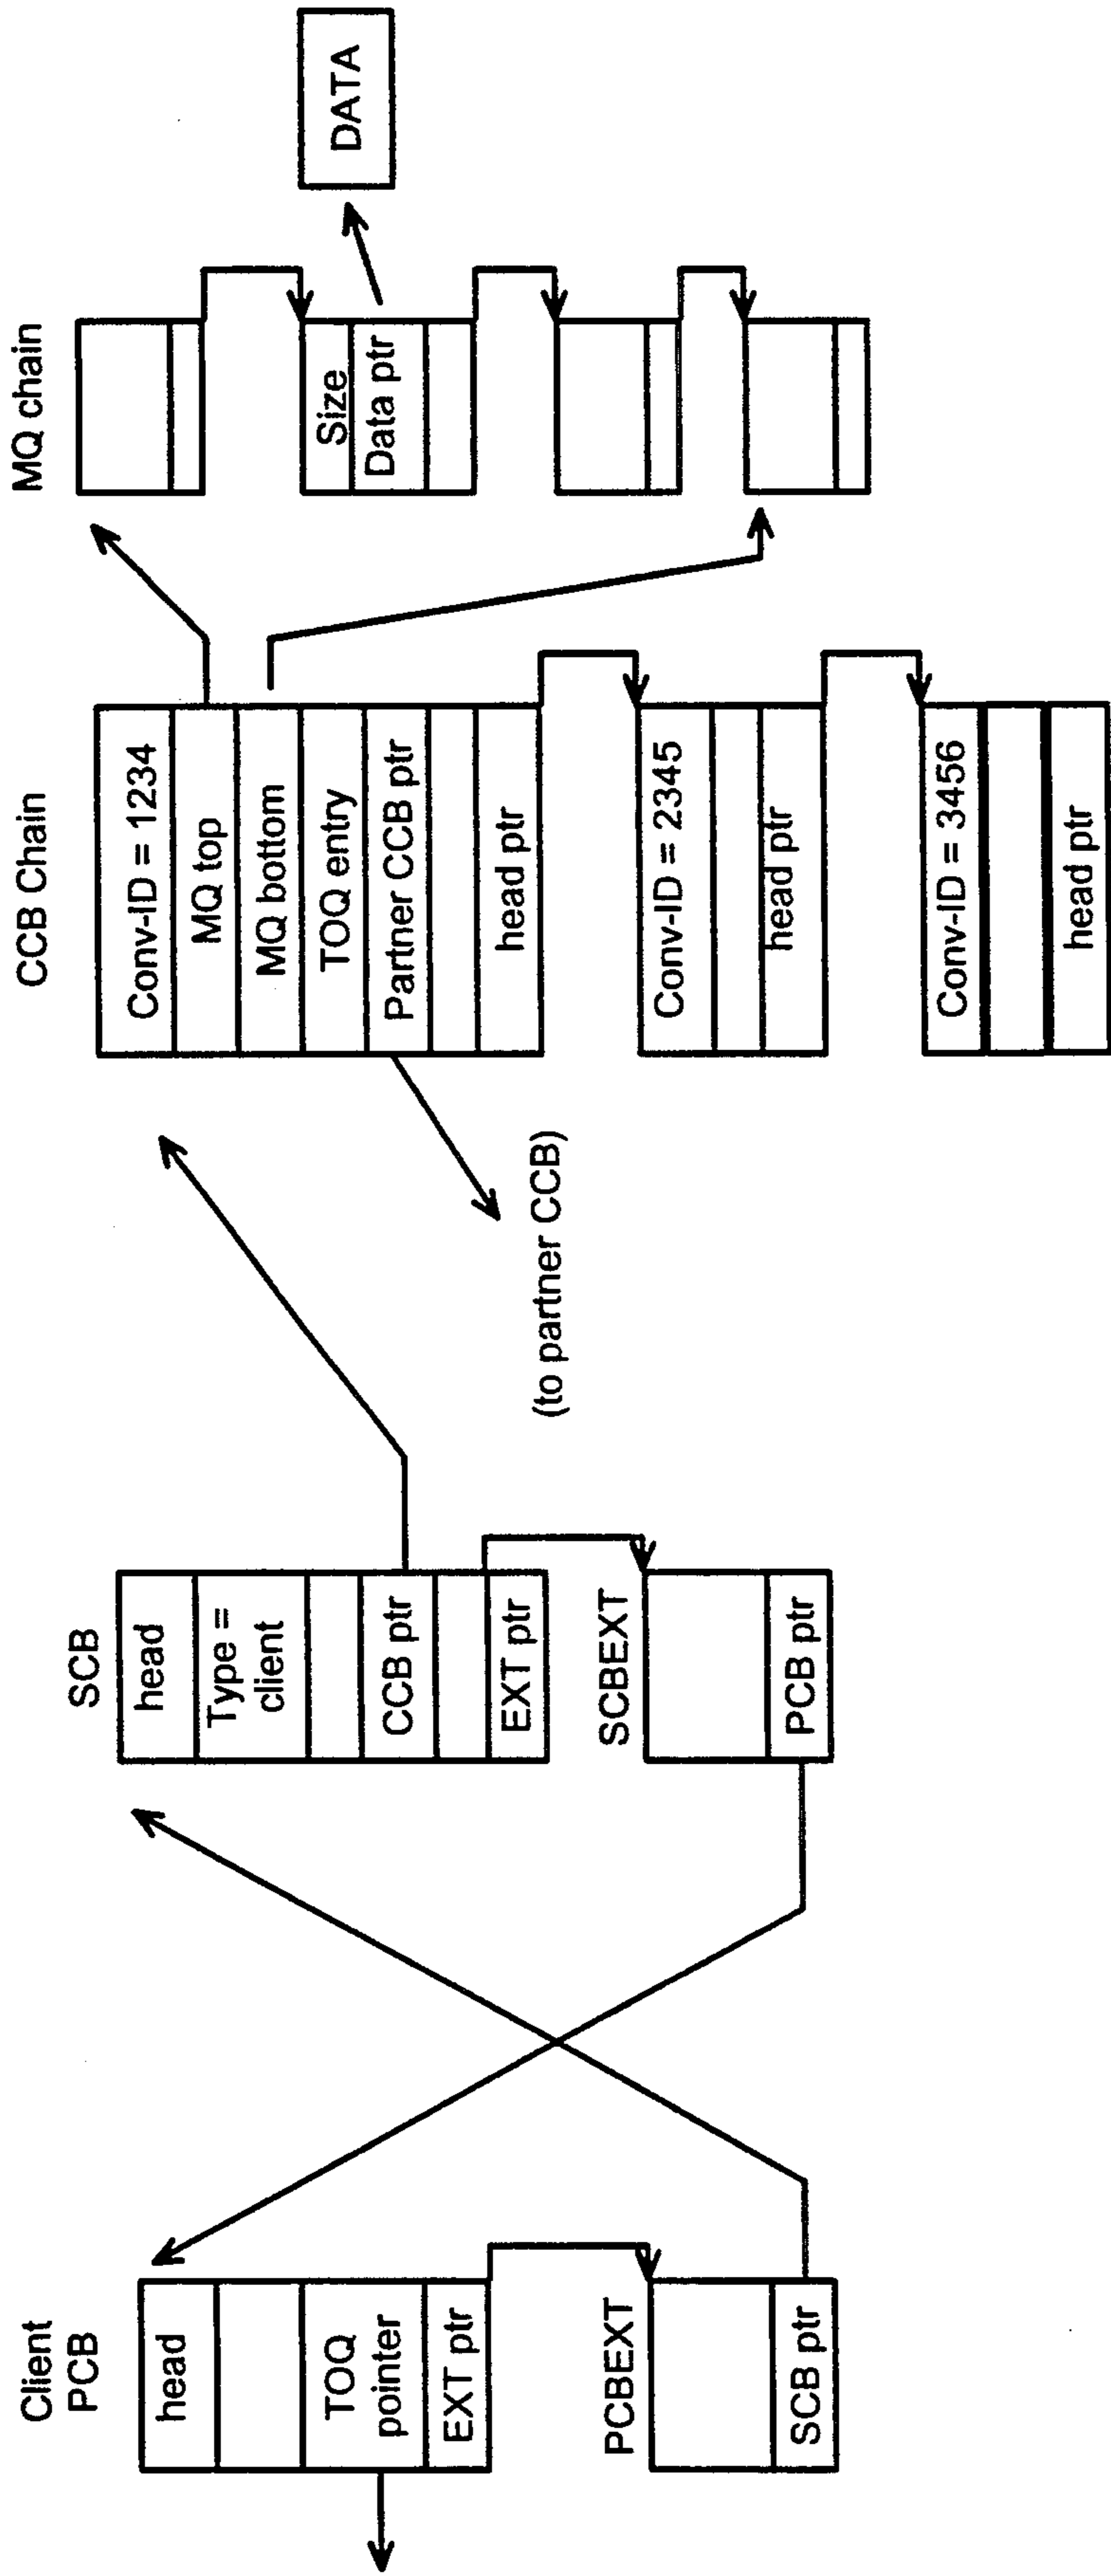 Client
PCB
head
TOQ
pointer
EXT ptr
PCBEXT
SCB ptr
SCB
head
Type =
client
CCB ptr
EXT ptr
SCBEXT
PCB ptr
(to partner CCB)
CCB Chain
Conv-ID = 1234
MQ top
MQ bottom
TOQ entry
Partner CCB ptr
head ptr
Conv-ID = 2345
head ptr
Conv-ID = 3456
head ptr
MQ chain
Size
Data ptr
DATA